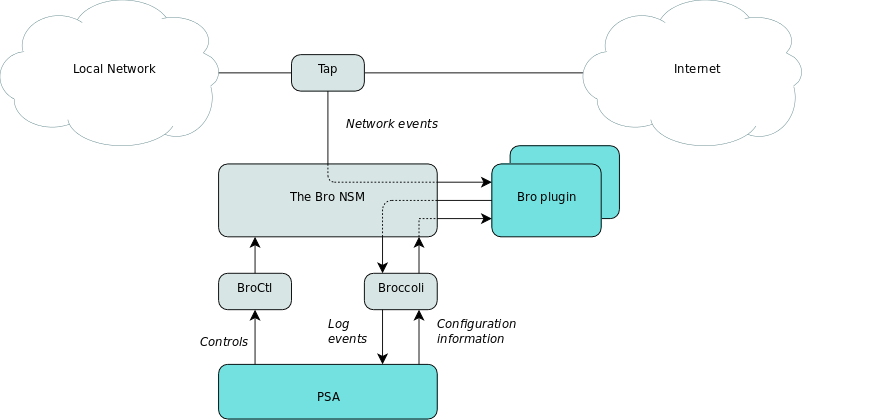 Local Network
Tap
Internet
Network events
The Bro NSM
Bro plugin
BroCtl
Broccoli
Controls
Log
events
Configuration
information
PSA